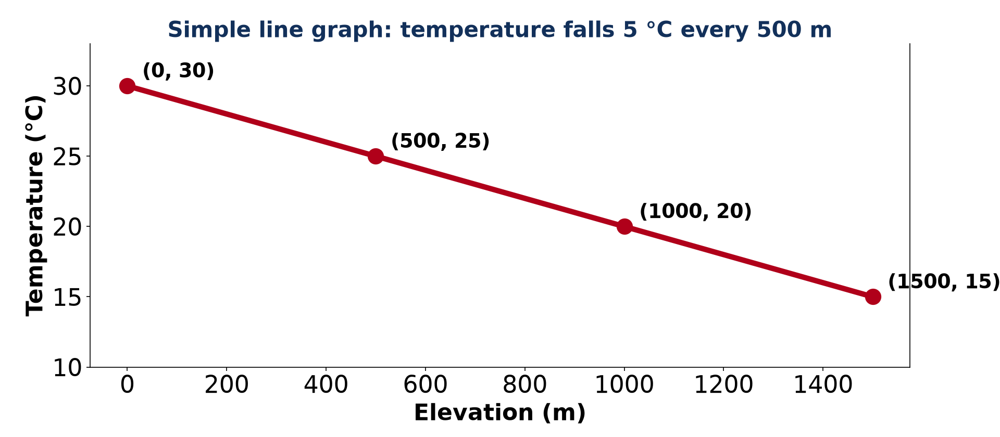 Simple line graph: temperature falls 5 °C every 500 m
(0, 30)
(500, 25)
(1000, 20)
(1500, 15)
Temperature (°C)
30
25
20
15
10
0 200 400 600 800 1000 1200 1400
Elevation (m)